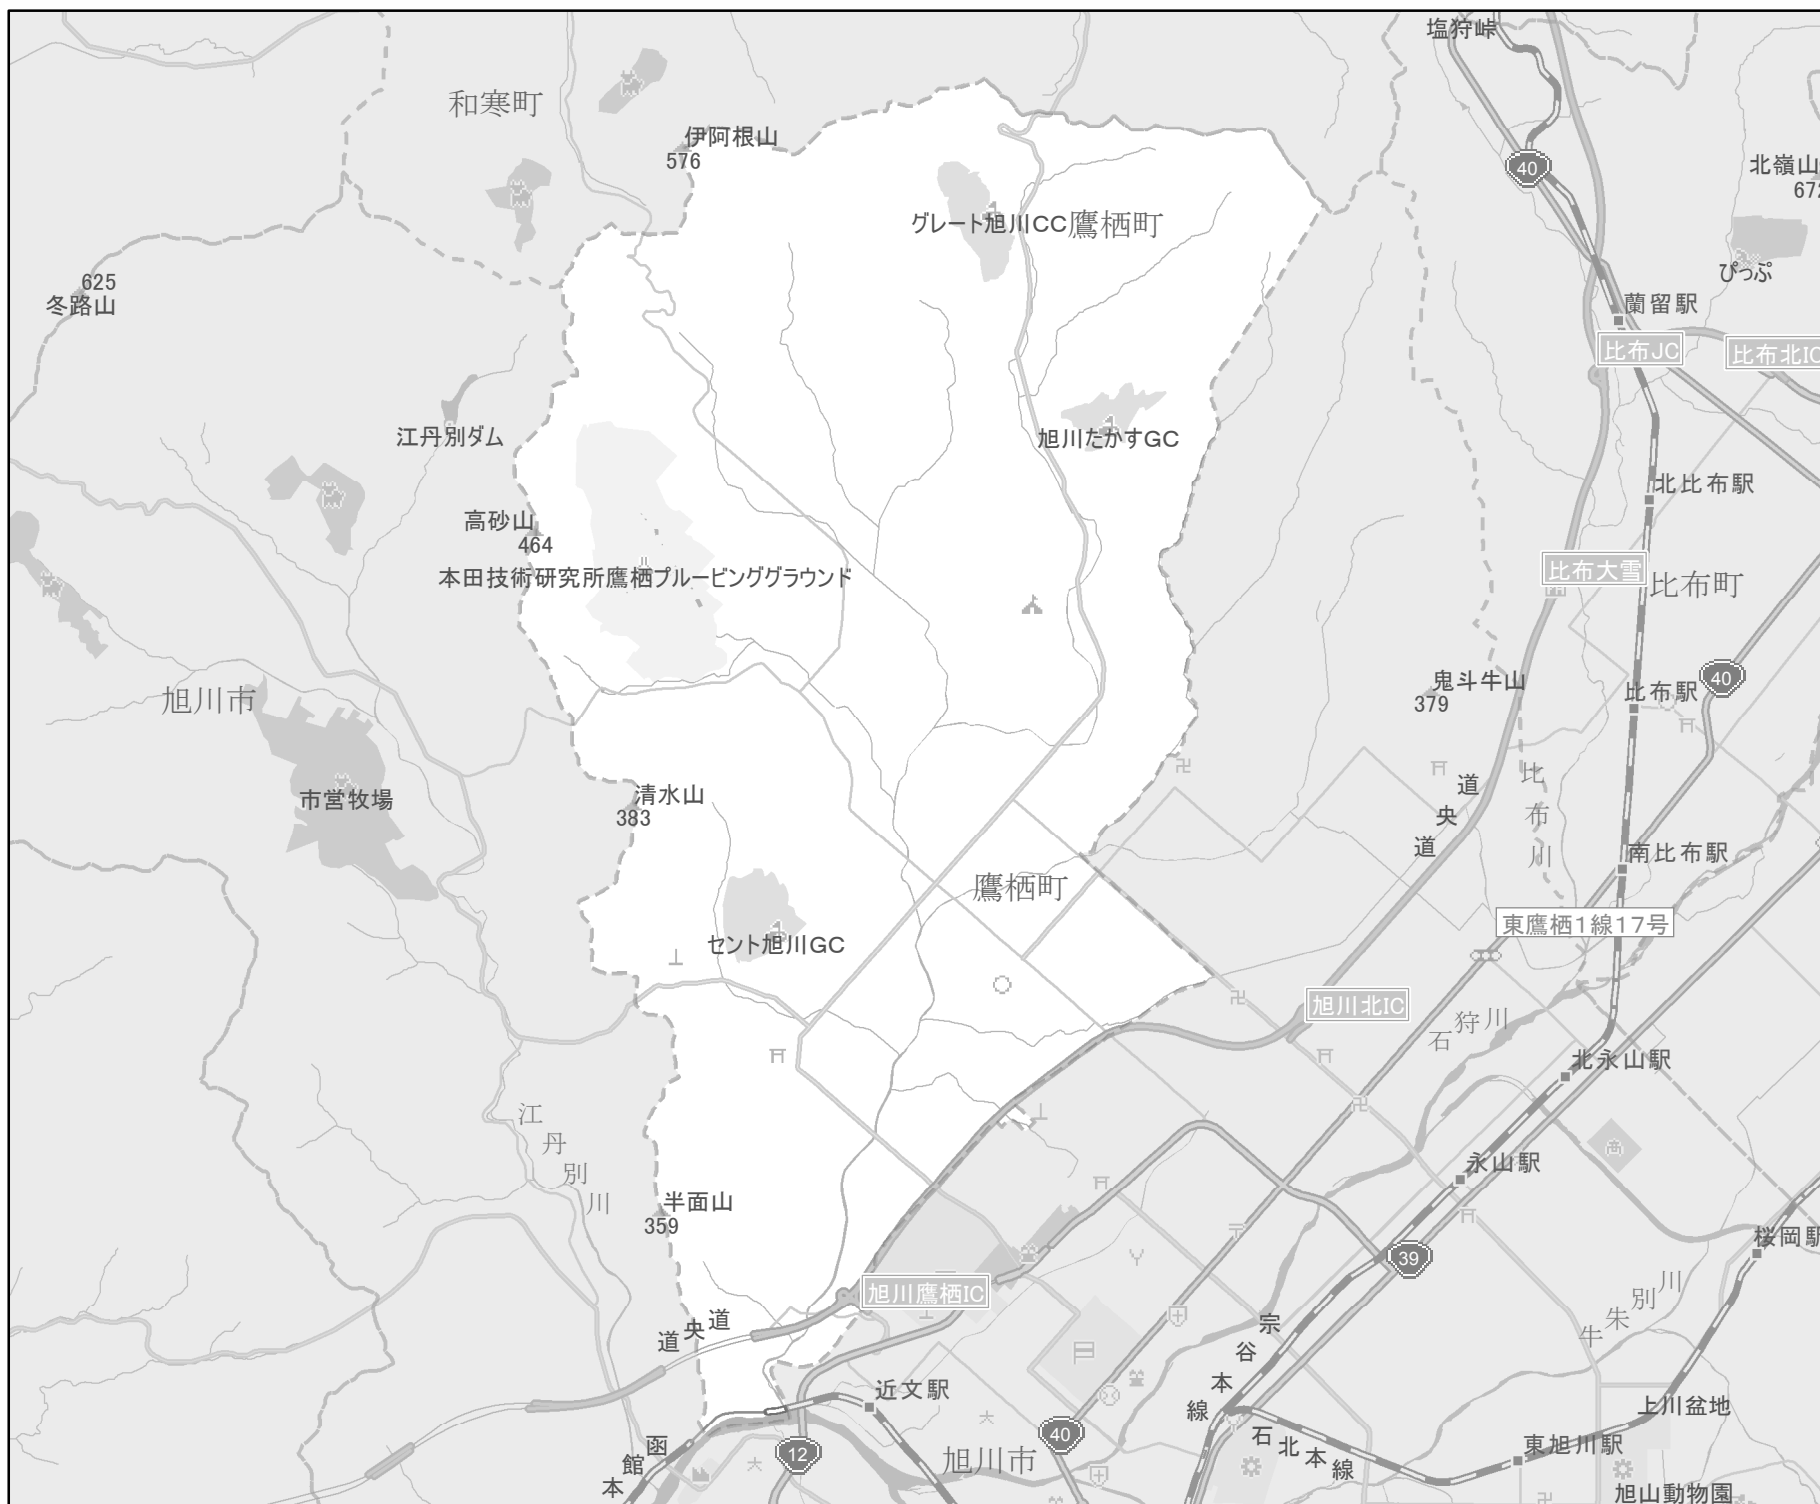 塩狩峠
和寒町
伊阿根山
576
40
北嶺山
グレート旭川CC
鷹栖町
625
冬路山
ぴっぷ
蘭留駅
比布JC
比布北IC
江丹別ダム
旭川たかすGC
北比布駅
高砂山
464
本田技術研究所鷹栖プルービンググラウンド
比布大雪
比布町
旭川市
鬼斗牛山
379
比布駅
40
市営牧場
清水山
383
道央道
比布川
南比布駅
鷹栖町
セント旭川GC
東鷹栖1線17号
旭川北IC
石狩川
北永山駅
江丹別川
永山駅
半面山
359
39
桜岡駅
旭川鷹栖IC
道央道
宗谷本線
牛朱別川
近文駅
上川盆地
函館本
12
旭川市
40
石北本線
東旭川駅
旭山動物園